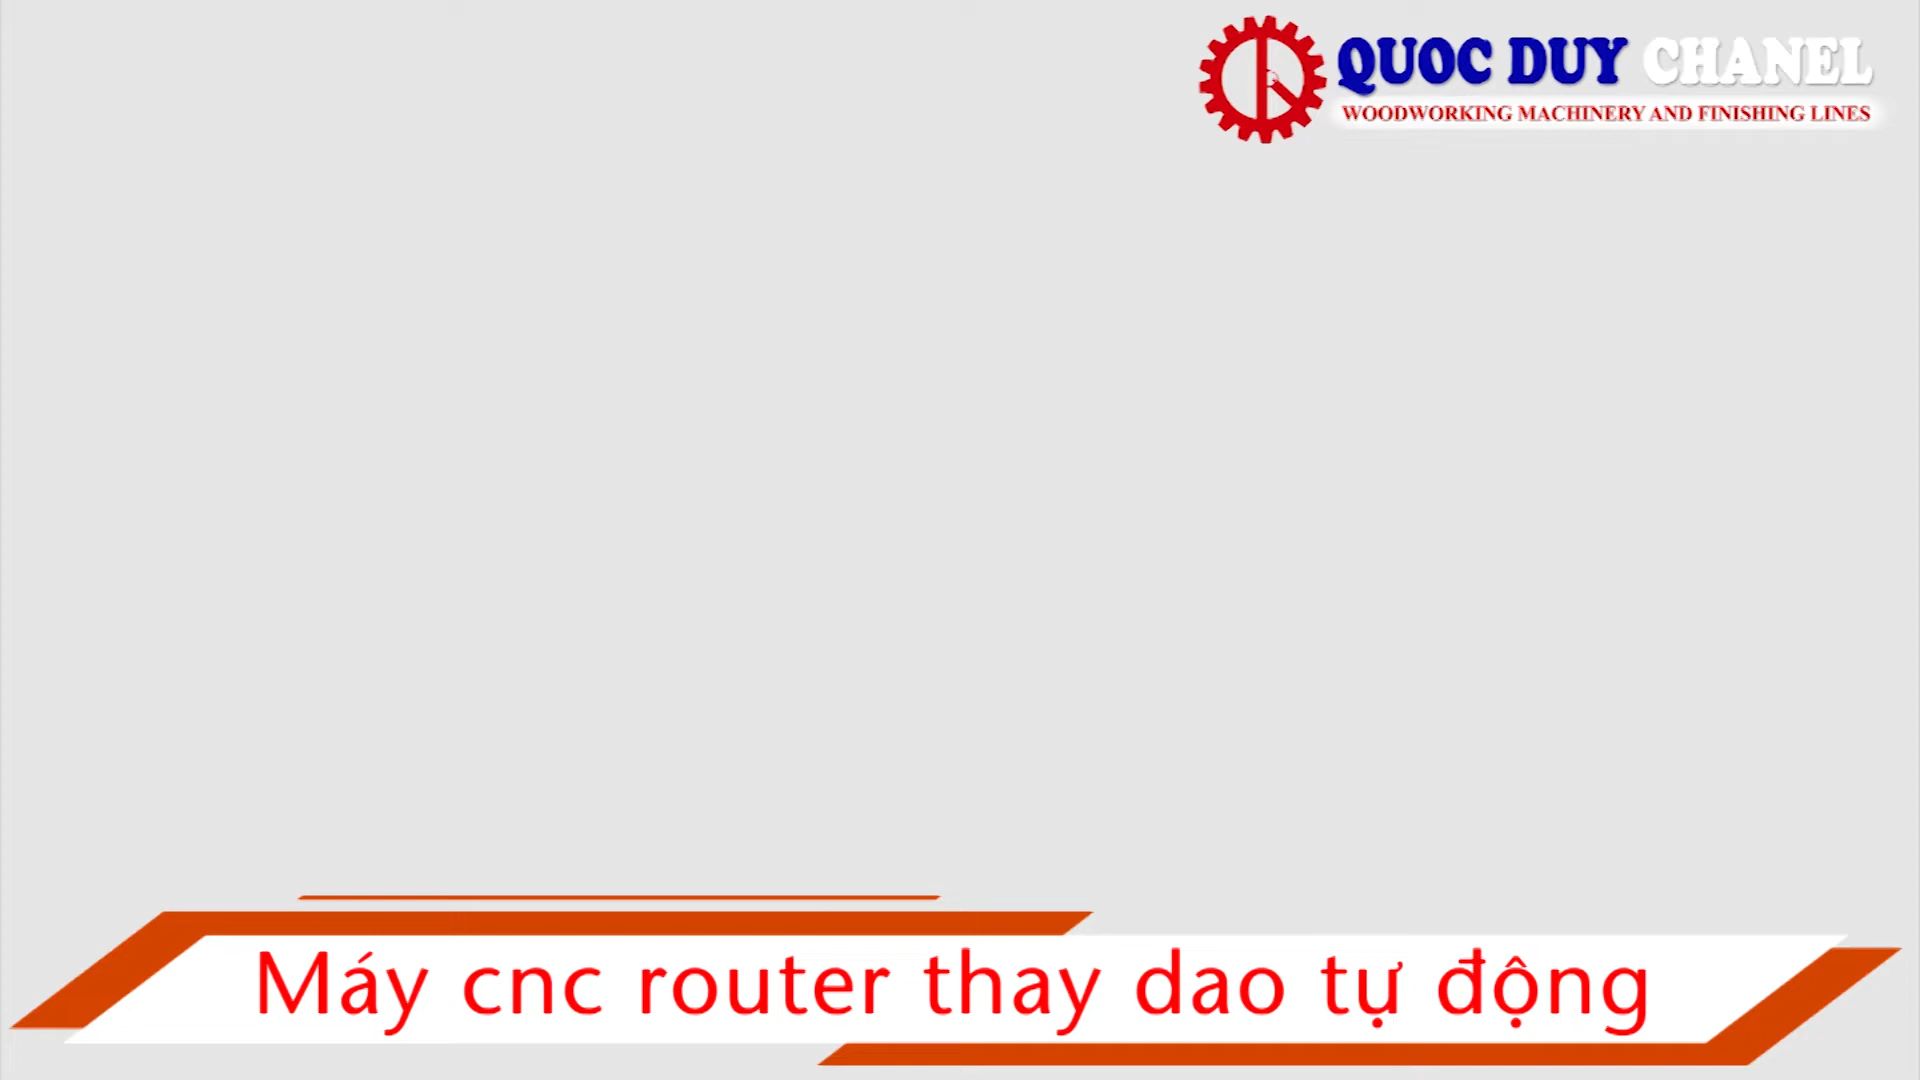 QUOC DUY CHANEL
WOODWORKING MACHINERY AND FINISHING LINES
Máy cnc router thay dao tự động